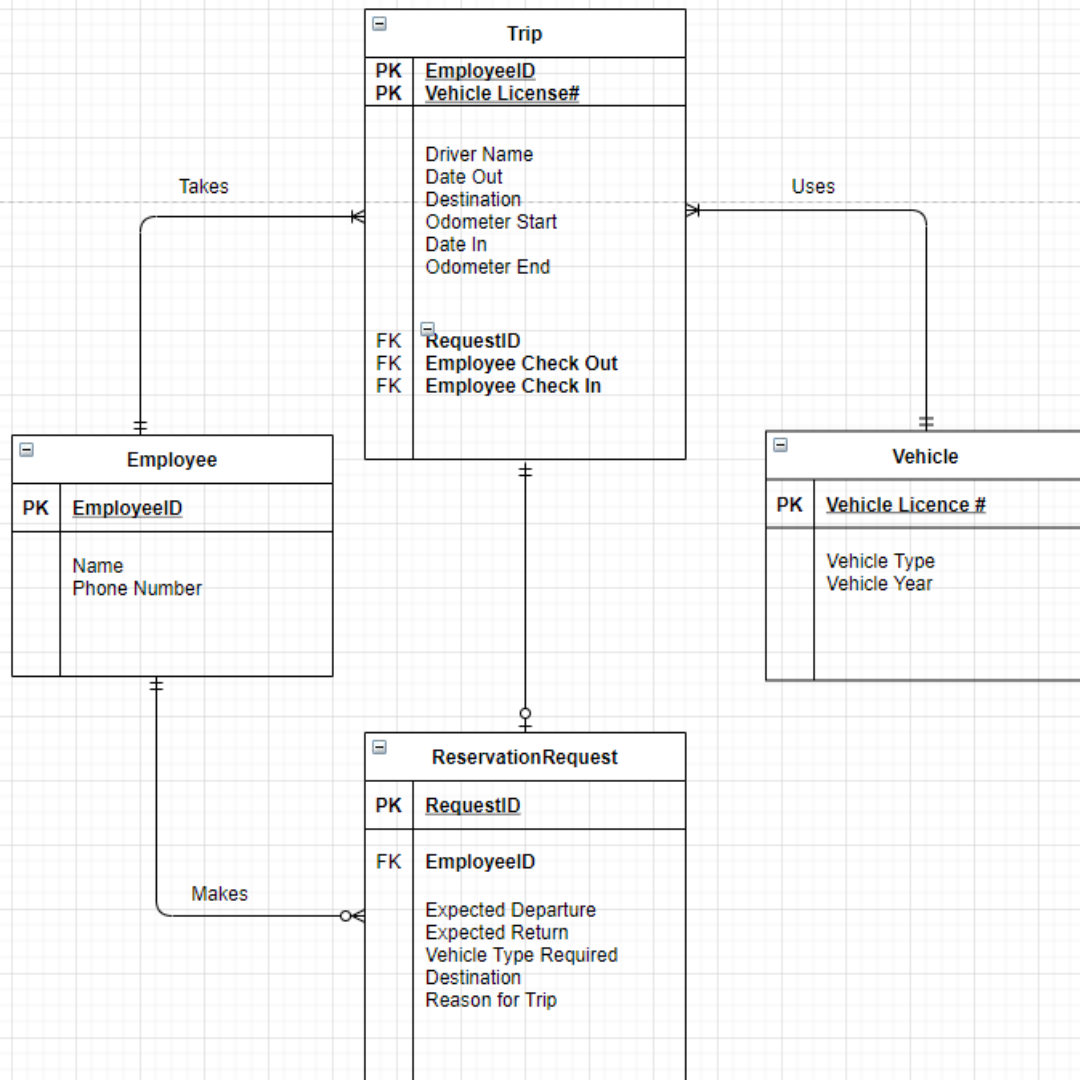 Trip
PK EmployeeID
PK Vehicle License#
Driver Name
Date Out
Destination
Odometer Start
Date In
Odometer End
FK RequestID
FK Employee Check Out
FK Employee Check In
Takes
Uses
Employee
PK EmployeeID
Name
Phone Number
Vehicle
PK Vehicle Licence #
Vehicle Type
Vehicle Year
ReservationRequest
PK RequestID
FK EmployeeID
Expected Departure
Expected Return
Vehicle Type Required
Destination
Reason for Trip
Makes